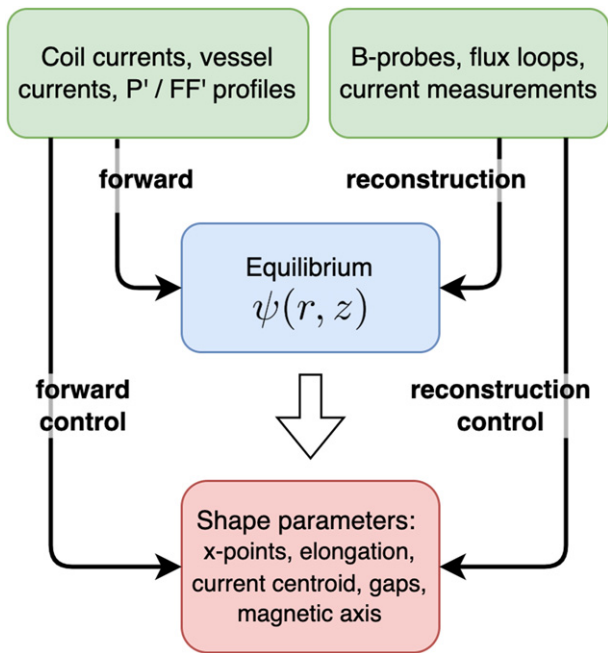 Coil currents, vessel
currents, P' / FF' profiles
B-probes, flux loops,
current measurements
forward
reconstruction
Equilibrium
ψ(r, z)
forward
control
reconstruction
control
Shape parameters:
x-points, elongation,
current centroid, gaps,
magnetic axis